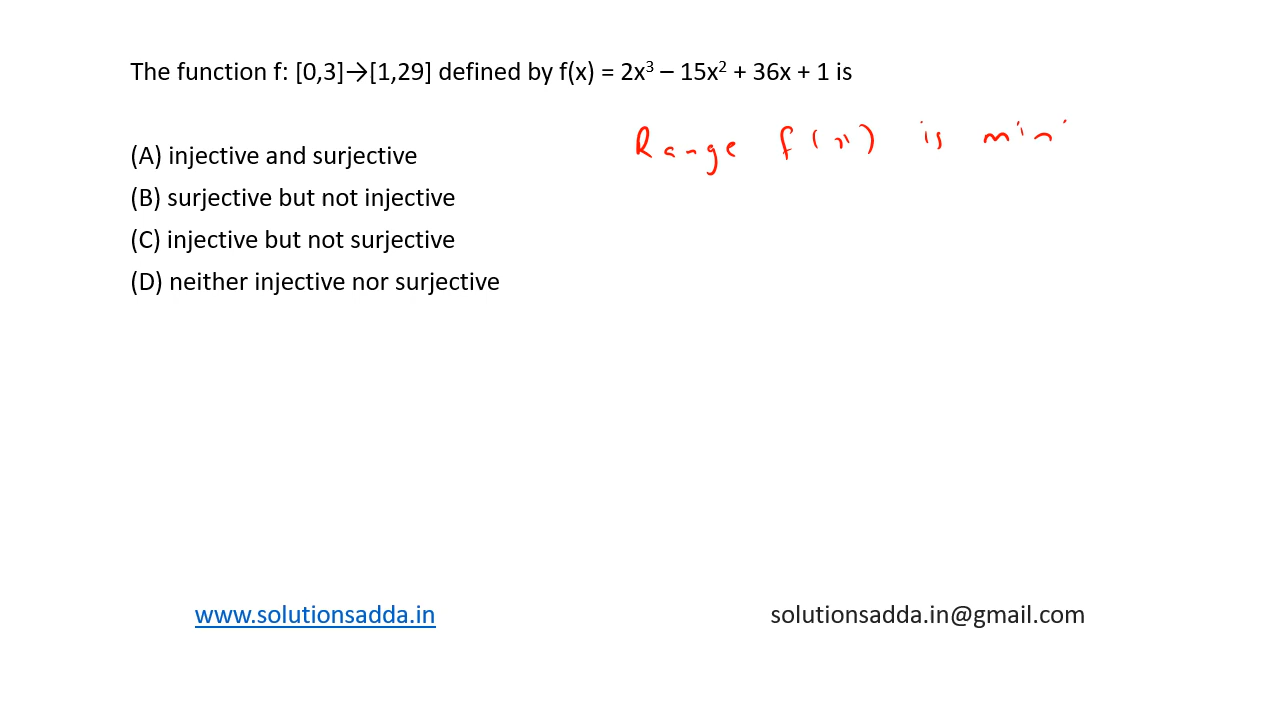 The function f: [0,3]→[1,29] defined by f(x) = 2x³ – 15x² + 36x + 1 is
Range f(x) is mini
(A) injective and surjective
(B) surjective but not injective
(C) injective but not surjective
(D) neither injective nor surjective
www.solutionsadda.in
solutionsadda.in@gmail.com